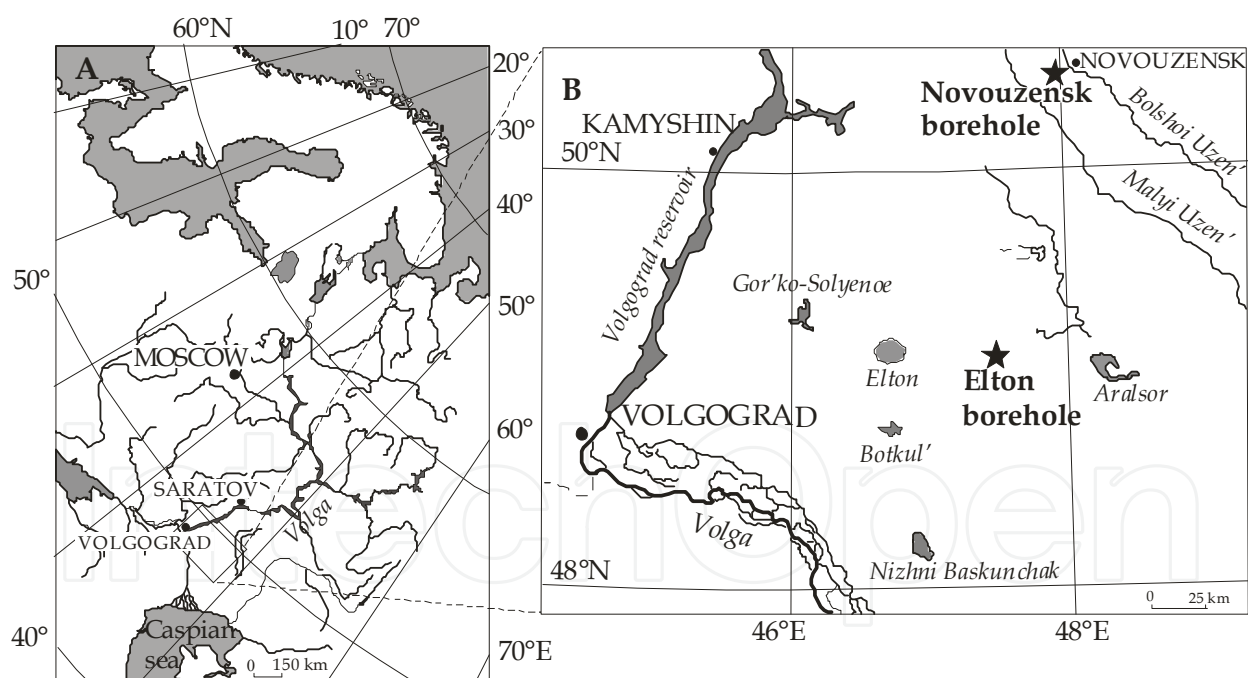 60°N
10°
70°
A
20°
30°
40°
50°
50°
MOSCOW
60°
SARATOV
Volga
VOLGOGRAD
40°
Caspian
sea
0 150 km
70°E
B
NOVOUZENSK
Novouzensk
borehole
KAMYSHIN
50°N
Bolshoi Uzen'
Malyi Uzen'
Volgograd reservoir
Gor'ko-Solyenoe
Elton
Elton
borehole
Aralsor
VOLGOGRAD
Botkul'
Volga
Nizhni Baskunchak
48°N
0 25 km
46°E
48°E
IntechOpen